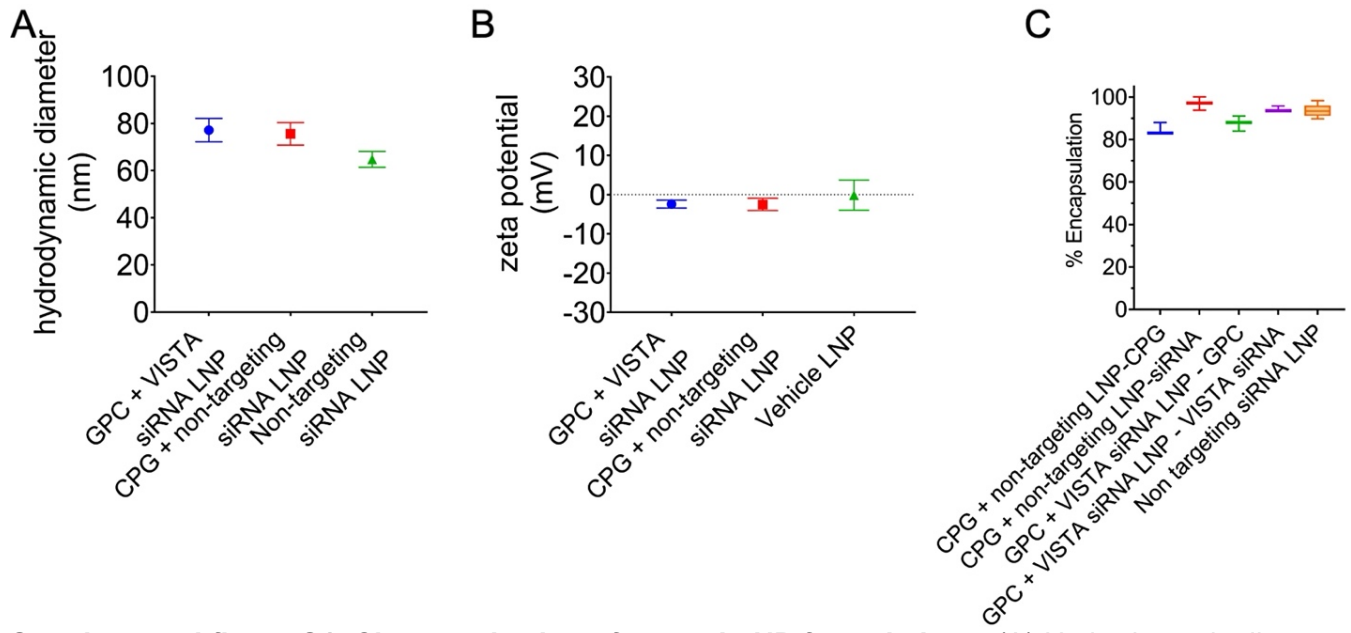 A
hydrodynamic diameter
(nm)
100
80
60
40
20
0
GPC + VISTA
siRNA LNP
CPG + non-targeting
siRNA LNP
Non-targeting
siRNA LNP
B
zeta potential
(mV)
30
20
10
0
-10
-20
-30
GPC + VISTA
siRNA LNP
CPG + non-targeting
siRNA LNP
Vehicle LNP
C
% Encapsulation
100
80
60
40
20
0
CPG + non-targeting LNP-CPG
CPG + non-targeting LNP-siRNA
GPC + VISTA siRNA LNP - GPC
GPC + VISTA siRNA LNP - VISTA siRNA
Non targeting siRNA LNP